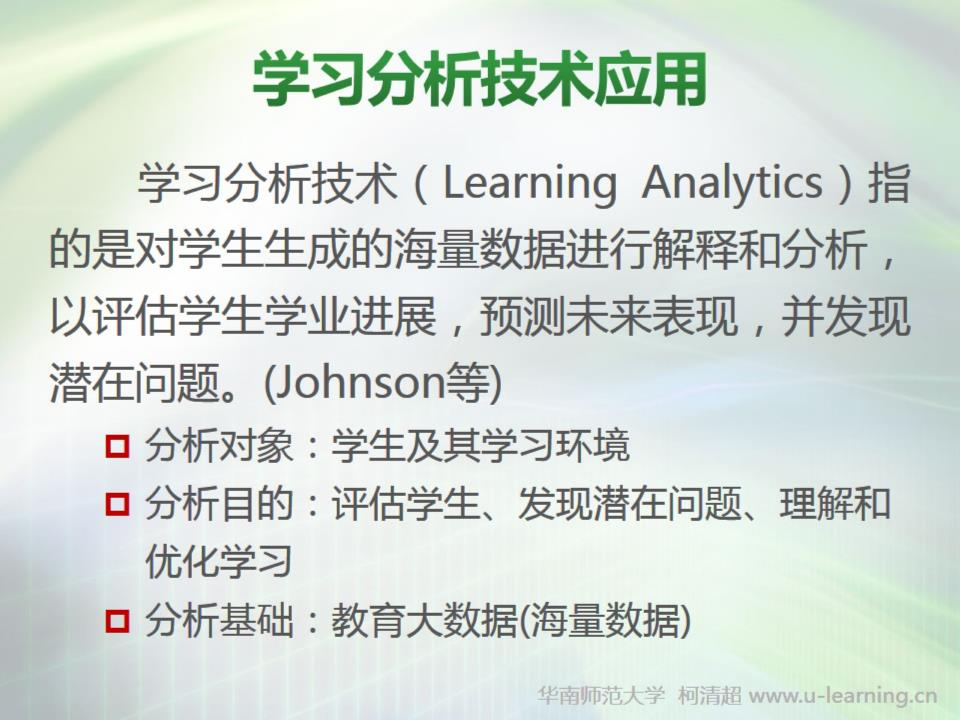 学习分析技术应用
学习分析技术（Learning Analytics）指
的是对学生生成的海量数据进行解释和分析，
以评估学生学业进展，预测未来表现，并发现
潜在问题。(Johnson等)
分析对象：学生及其学习环境
分析目的：评估学生、发现潜在问题、理解和
优化学习
分析基础：教育大数据(海量数据)
华南师范大学 柯清超 www.u-learning.cn